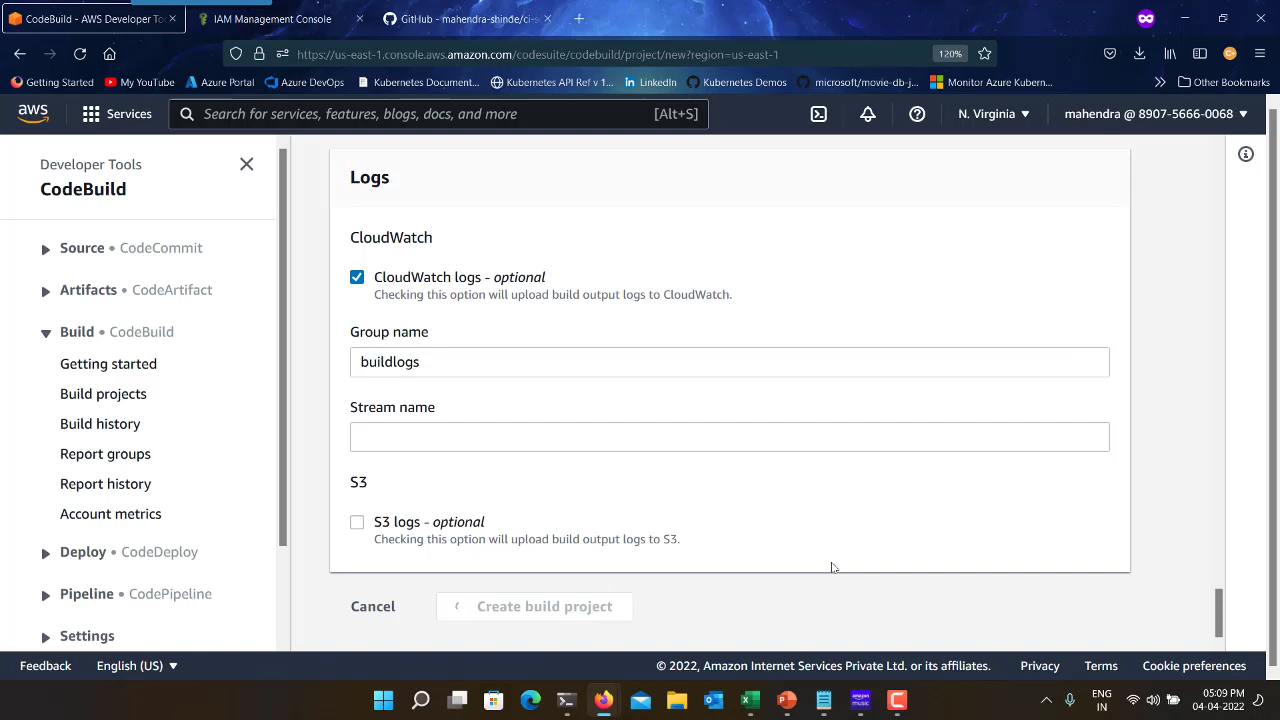 CodeBuild - AWS Developer To
IAM Management Console
GitHub - mahendra-shinde/ci-s
https://us-east-1.console.aws.amazon.com/codesuite/codebuild/project/new?region=us-east-1
120%
Getting Started
My YouTube
Azure Portal
Azure DevOps
Kubernetes Document...
Kubernetes API Ref v 1...
LinkedIn
Kubernetes Demos
microsoft/movie-db-j...
Monitor Azure Kubern...
Other Bookmarks
aws
Services
Search for services, features, blogs, docs, and more
[Alt+S]
N. Virginia
mahendra @ 8907-5666-0068
Developer Tools
CodeBuild
Source • CodeCommit
Artifacts • CodeArtifact
Build • CodeBuild
Getting started
Build projects
Build history
Report groups
Report history
Account metrics
Deploy • CodeDeploy
Pipeline • CodePipeline
Settings
Logs
CloudWatch
CloudWatch logs - optional
Checking this option will upload build output logs to CloudWatch.
Group name
buildlogs
Stream name
S3
S3 logs - optional
Checking this option will upload build output logs to S3.
Cancel
Create build project
Feedback
English (US)
© 2022, Amazon Internet Services Private Ltd. or its affiliates.
Privacy
Terms
Cookie preferences
music
ENG
IN
05:09 PM
04-04-2022